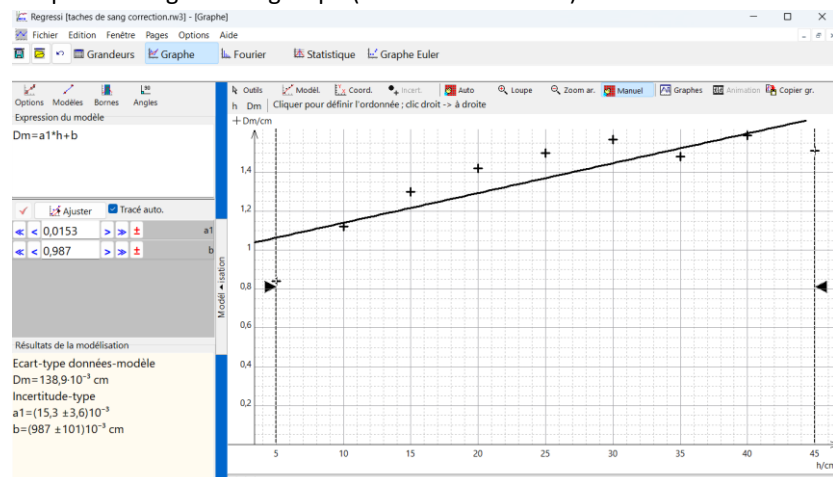 Regressi [taches de sang correction.rw3] - [Graphe]
Fichier Edition Fenêtre Pages Options Aide
Grandeurs Graphe Fourier Statistique Graphe Euler
Options Modèles Bornes Angles
Outils Modél. Coord. Incert. Auto Loupe Zoom ar. Manuel Graphes Animation Copier gr.
h Dm Cliquer pour définir l'ordonnée ; clic droit -> à droite
Expression du modèle
Dm=a1*h+b
Ajuster Tracé auto.
0,0153 a1
0,987 b
Modélisation
Résultats de la modélisation
Ecart-type données-modèle
Dm=138,9·10⁻³ cm
Incertitude-type
a1=(15,3 ±3,6)10⁻³
b=(987 ±101)10⁻³ cm
Dm/cm
1,4
1,2
1
0,8
0,6
0,4
0,2
5 10 15 20 25 30 35 40 45
h/cm